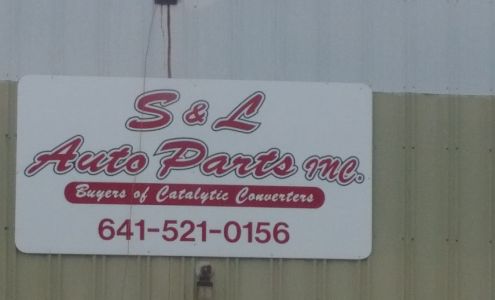 S & L
Auto Parts INC.
Buyers of Catalytic Converters
641-521-0156